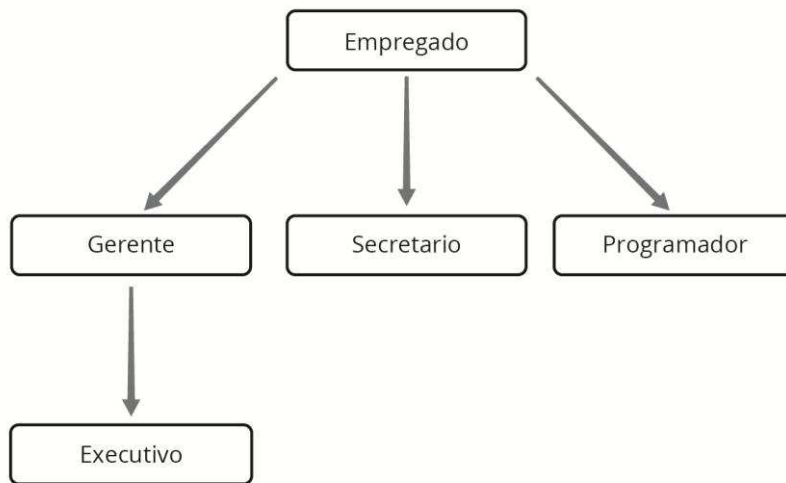 Empregado
Gerente
Secretario
Programador
Executivo